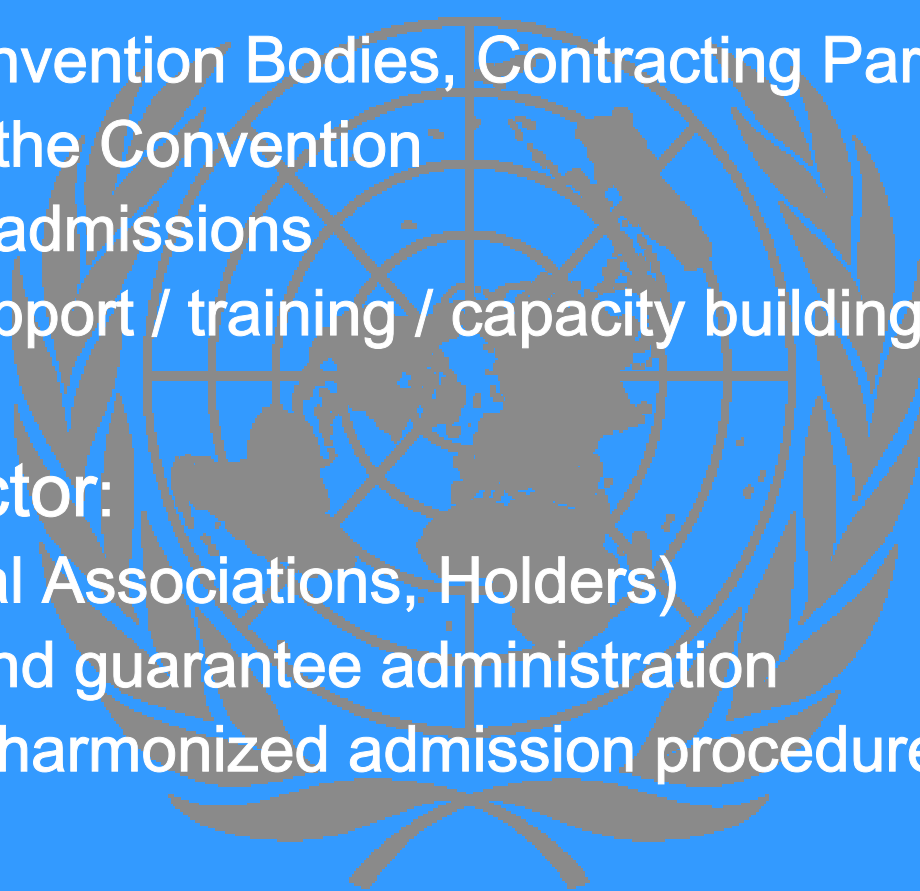 nvention Bodies, Contracting Par
the Convention
admissions
pport / training / capacity building
ctor:
al Associations, Holders)
nd guarantee administration
harmonized admission procedure